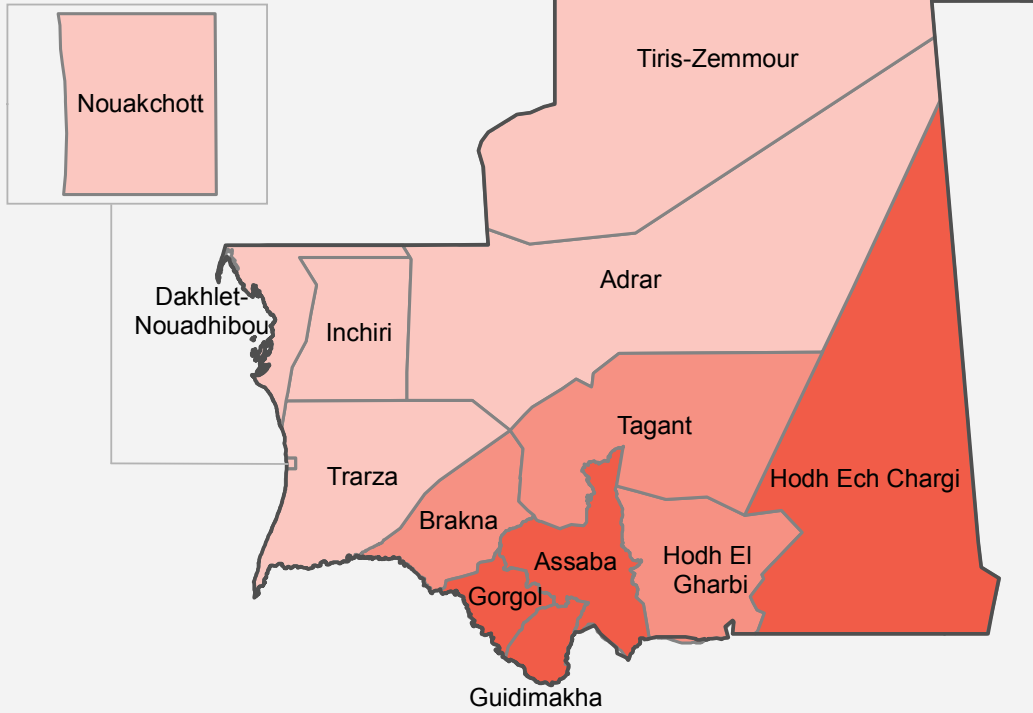 Tiris-Zemmour
Nouakchott
Adrar
Dakhlet-
Nouadhibou
Inchiri
Tagant
Trarza
Hodh Ech Chargi
Brakna
Assaba
Hodh El
Gharbi
Gorgol
Guidimakha